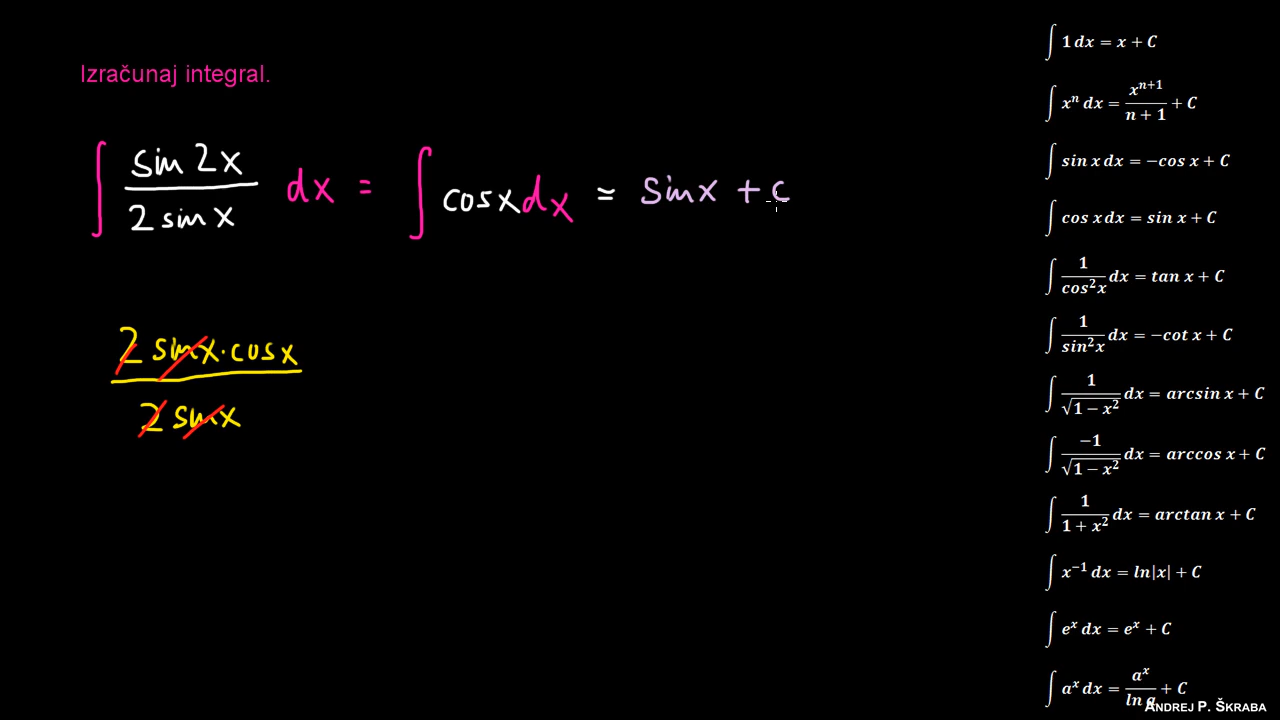 Izračunaj integral.
∫ sin 2x / 2 sin x dx = ∫ cos x dx = sin x + c
2 sin x · cos x / 2 sin x
∫ 1 dx = x + C
∫ xⁿ dx = xⁿ⁺¹ / n + 1 + C
∫ sin x dx = −cos x + C
∫ cos x dx = sin x + C
∫ 1 / cos²x dx = tan x + C
∫ 1 / sin²x dx = −cot x + C
∫ 1 / √1 − x² dx = arcsin x + C
∫ −1 / √1 − x² dx = arccos x + C
∫ 1 / 1 + x² dx = arctan x + C
∫ x⁻¹ dx = ln|x| + C
∫ eˣ dx = eˣ + C
∫ aˣ dx = aˣ / ln a + C
ANDREJ P. ŠKRABA